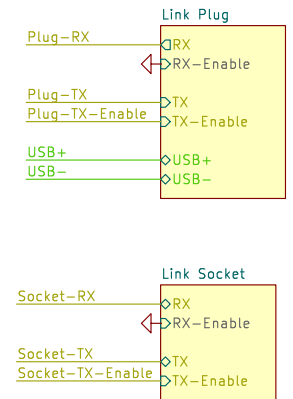 Link Plug
Plug-RX RX
RX-Enable
Plug-TX TX
Plug-TX-Enable TX-Enable
USB+ USB+
USB- USB-
Link Socket
Socket-RX RX
RX-Enable
Socket-TX TX
Socket-TX-Enable TX-Enable